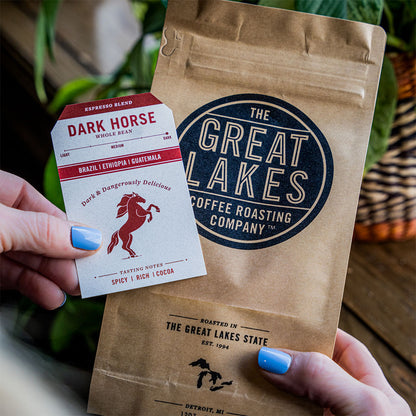 ESPRESSO BLEND
DARK HORSE
WHOLE BEAN
LIGHT MEDIUM DARK
BRAZIL | ETHIOPIA | GUATEMALA
Dark & Dangerously Delicious
TASTING NOTES
SPICY | RICH | COCOA
THE
GREAT
LAKES
COFFEE ROASTING
COMPANY™
ROASTED IN
THE GREAT LAKES STATE
EST. 1994
DETROIT, MI